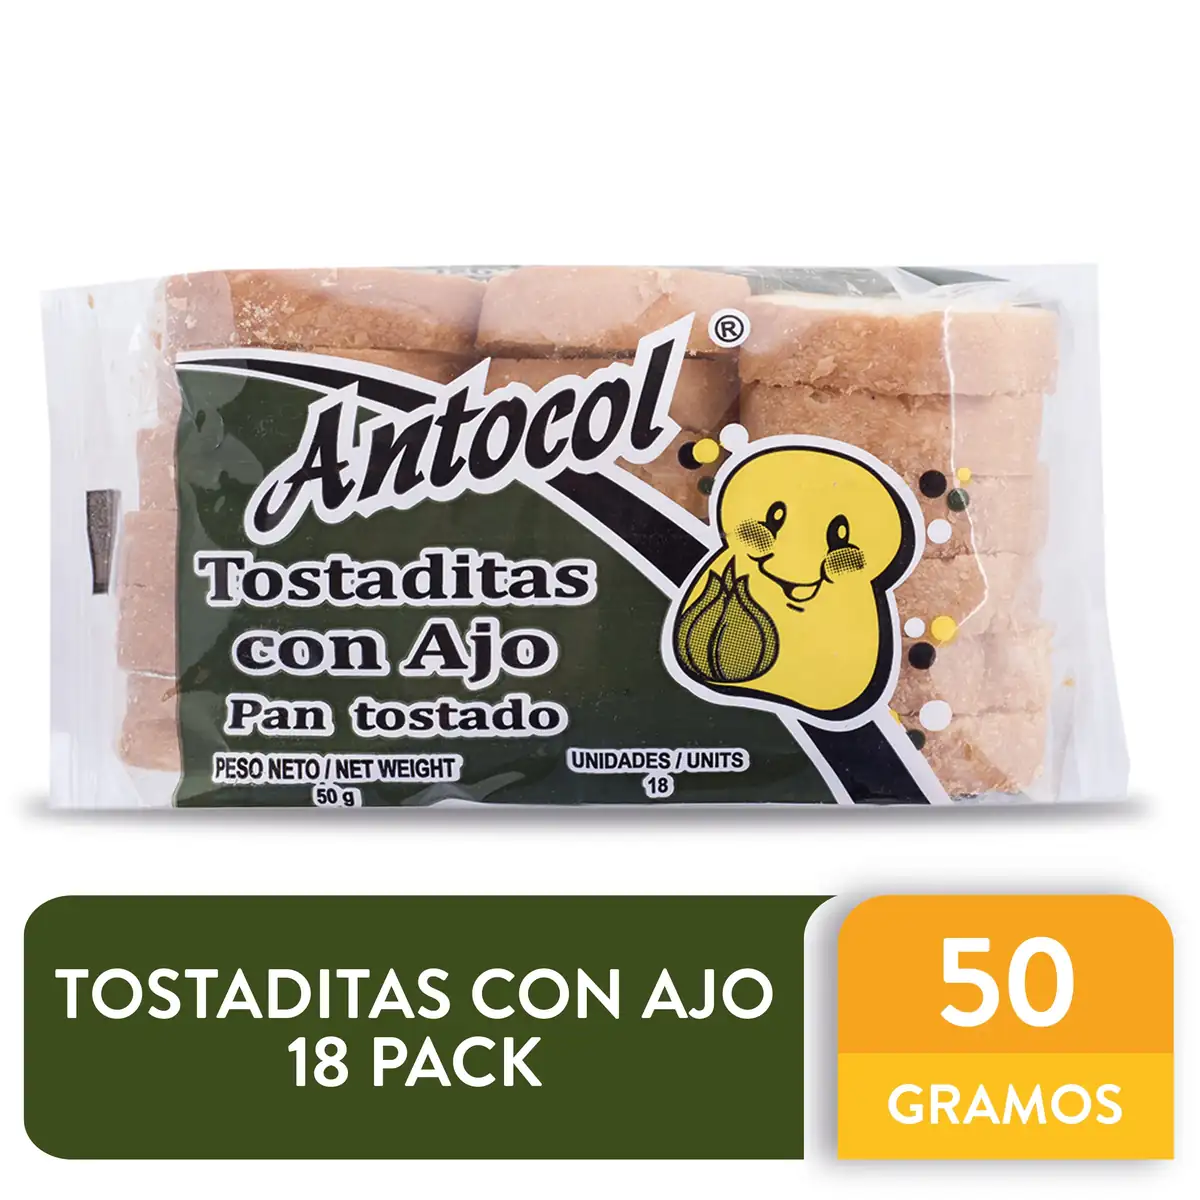 Antocol ®
Tostaditas
con Ajo
Pan tostado
PESO NETO / NET WEIGHT
50 g
UNIDADES / UNITS
18
TOSTADITAS CON AJO
18 PACK
50
GRAMOS